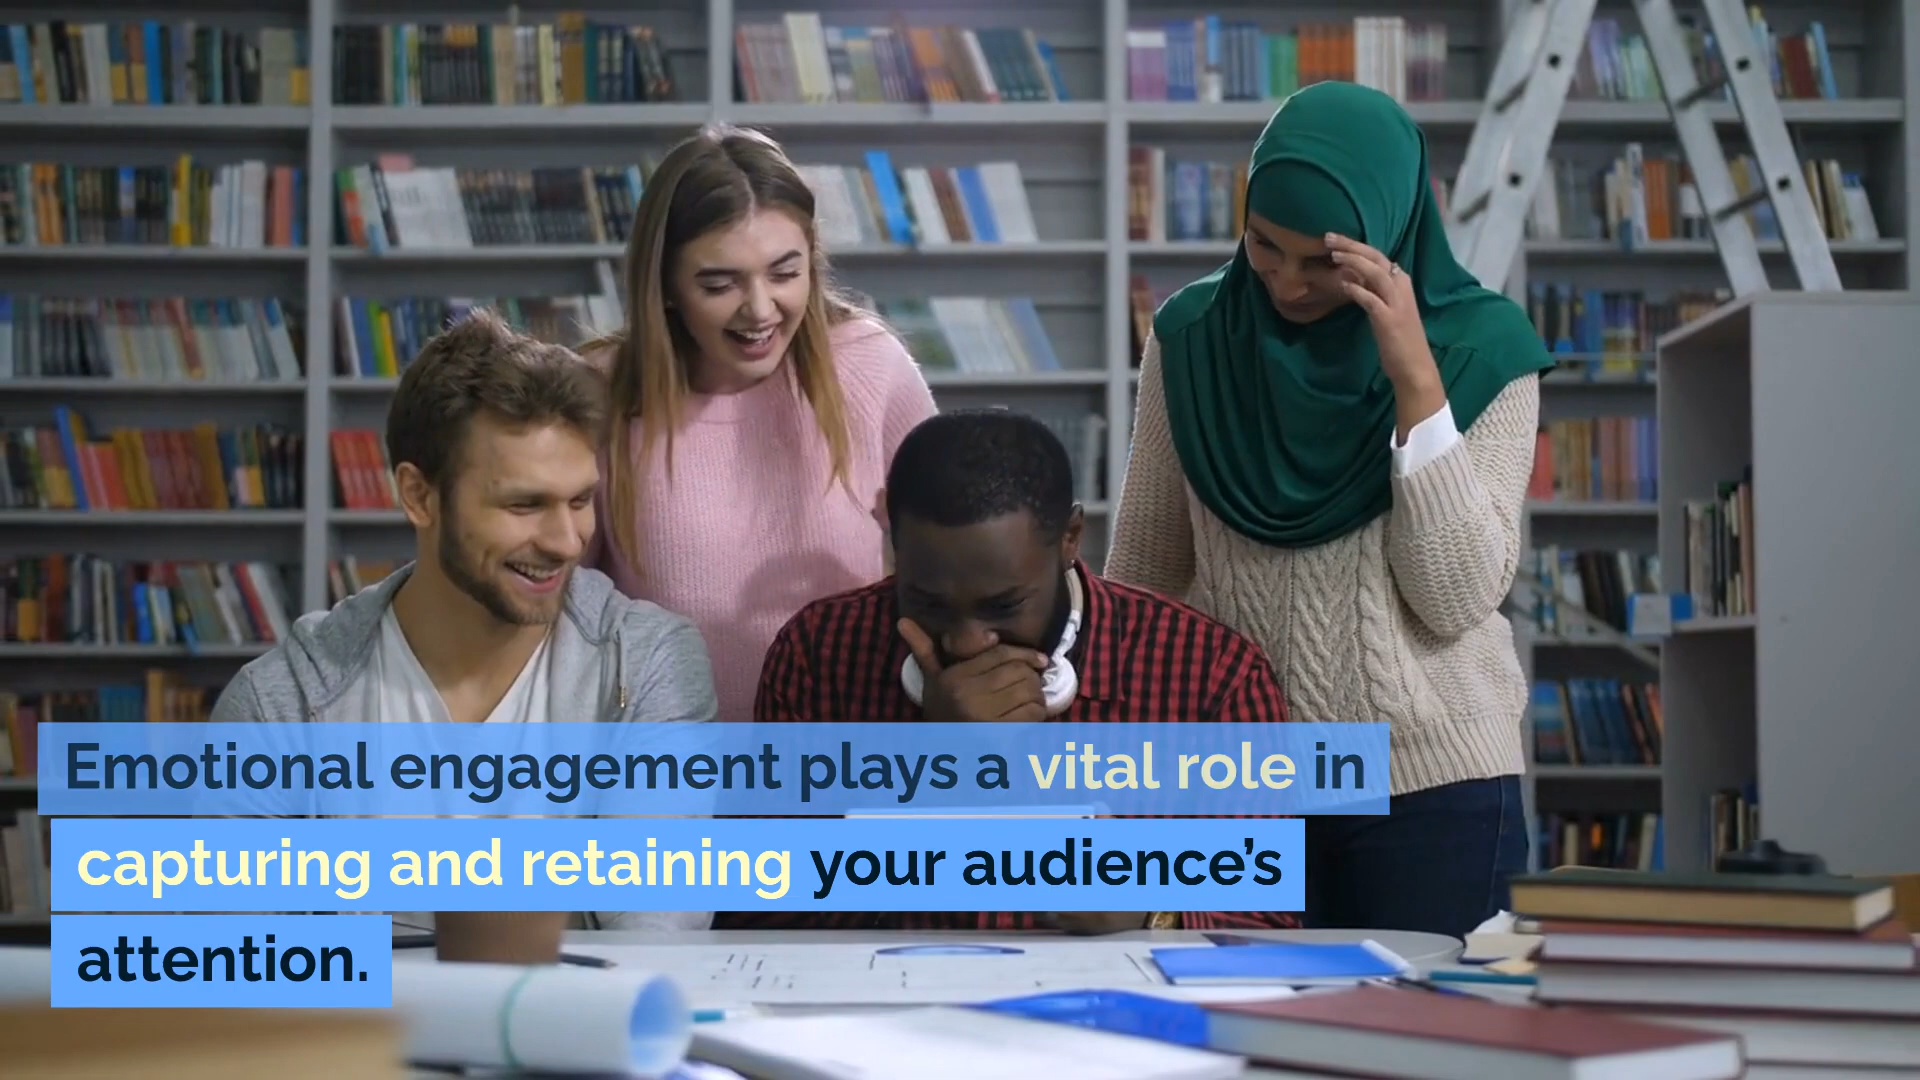 Emotional engagement plays a vital role in
capturing and retaining your audience’s
attention.